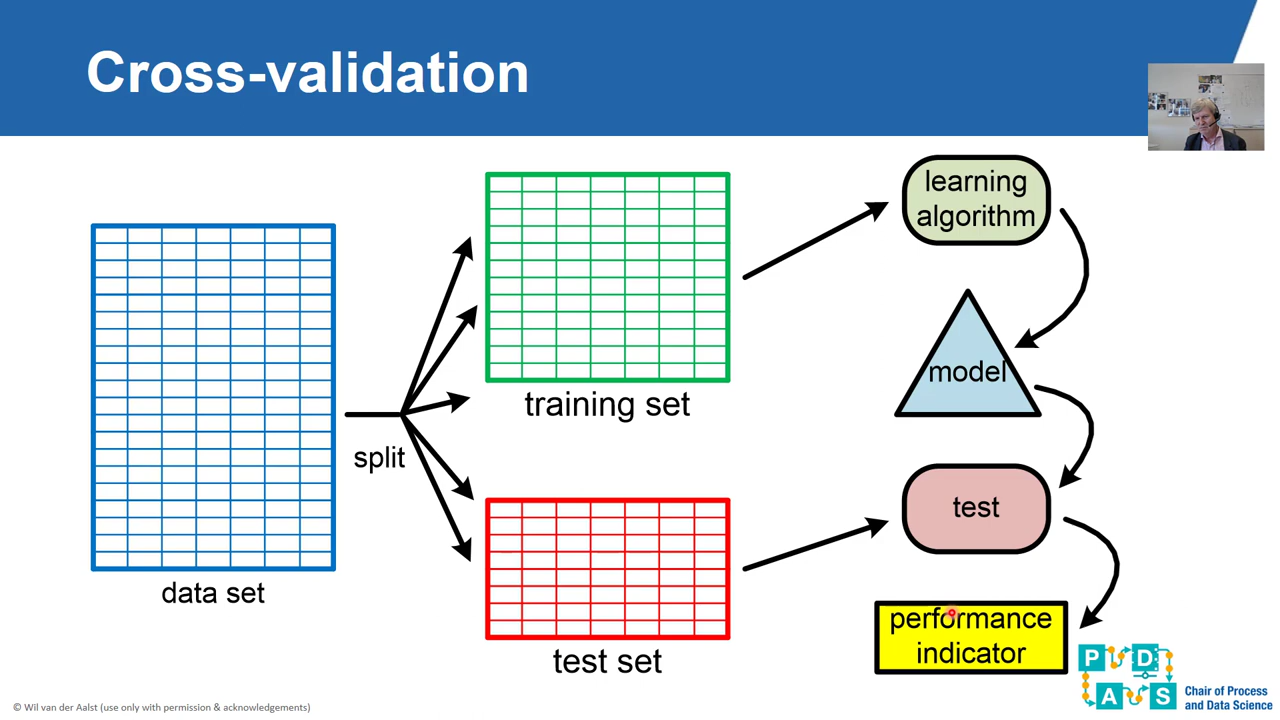 Cross-validation
data set
split
training set
test set
learning
algorithm
model
test
performance
indicator
P D
A S
Chair of Process
and Data Science
© Wil van der Aalst (use only with permission & acknowledgements)